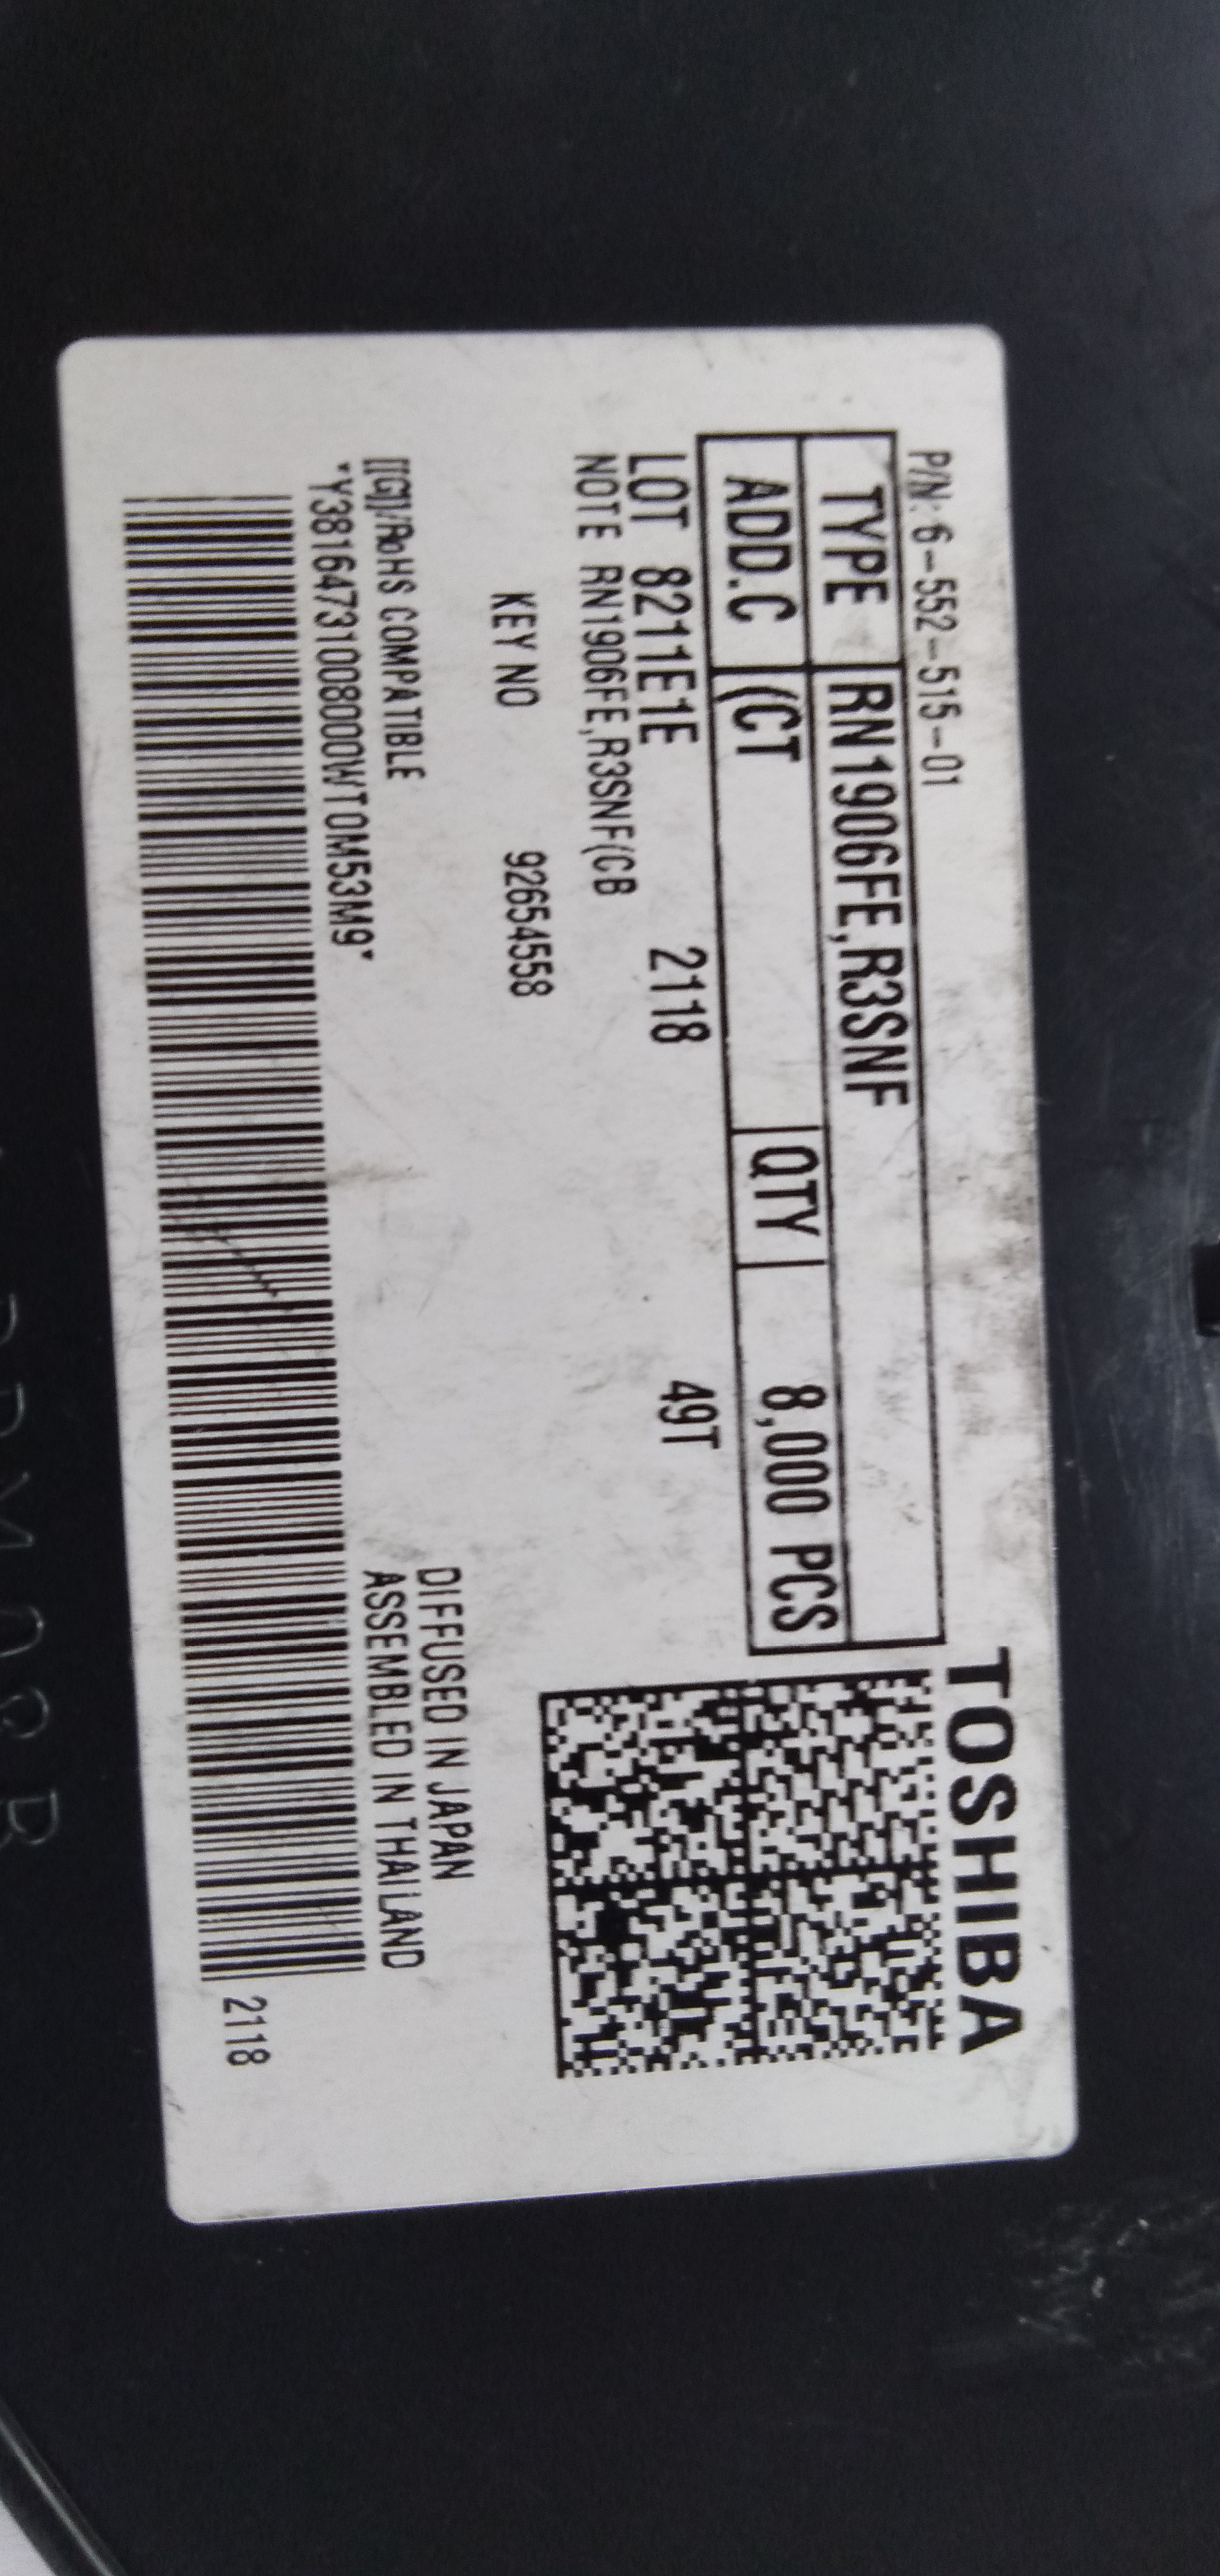 P/N: 6-552-515-01
TOSHIBA
TYPE RN1906FE,R3SNF
ADD.C (CT QTY 8,000 PCS
LOT 8211E1E 2118 49T
NOTE RN1906FE,R3SNF(CB
KEY NO 92654558
DIFFUSED IN JAPAN
[[G]]/RoHS COMPATIBLE ASSEMBLED IN THAILAND
*Y38164731008000WT0M53M9*
2118